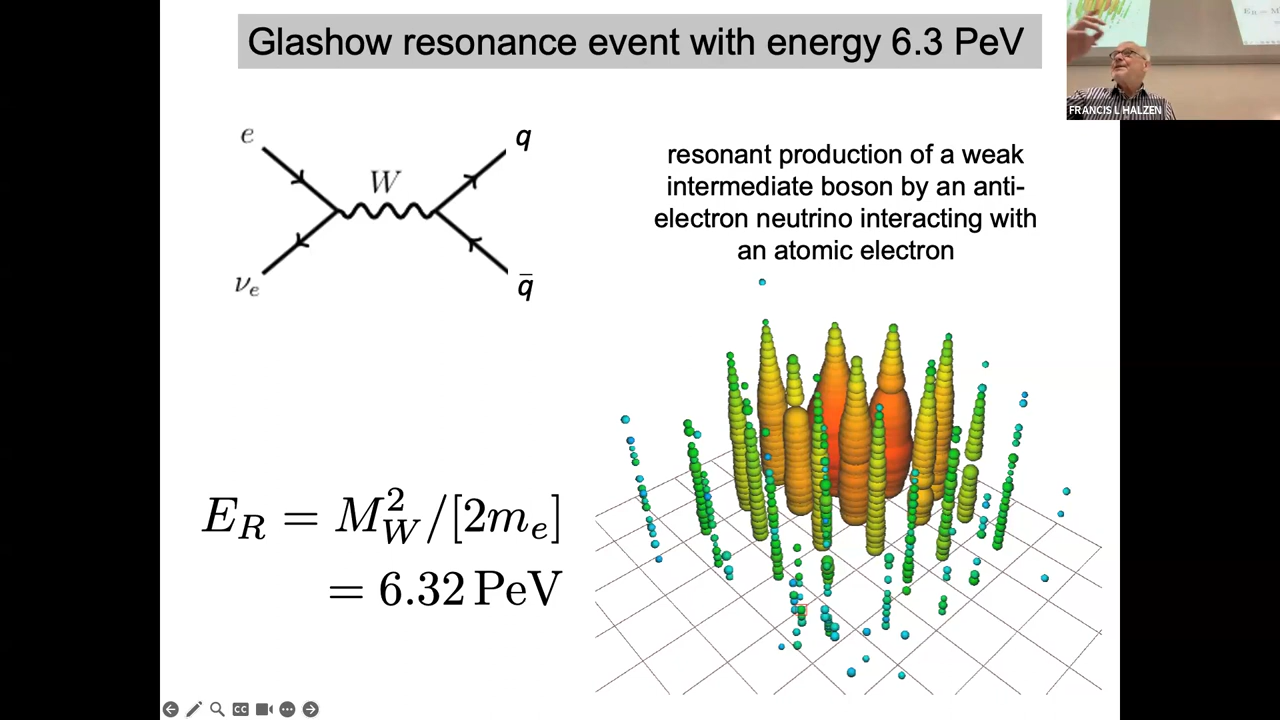 Glashow resonance event with energy 6.3 PeV
FRANCIS L HALZEN
e
q
W
ν_e
q̄
resonant production of a weak
intermediate boson by an anti-
electron neutrino interacting with
an atomic electron
E_R = M_W^2/[2m_e]
= 6.32 PeV
CC